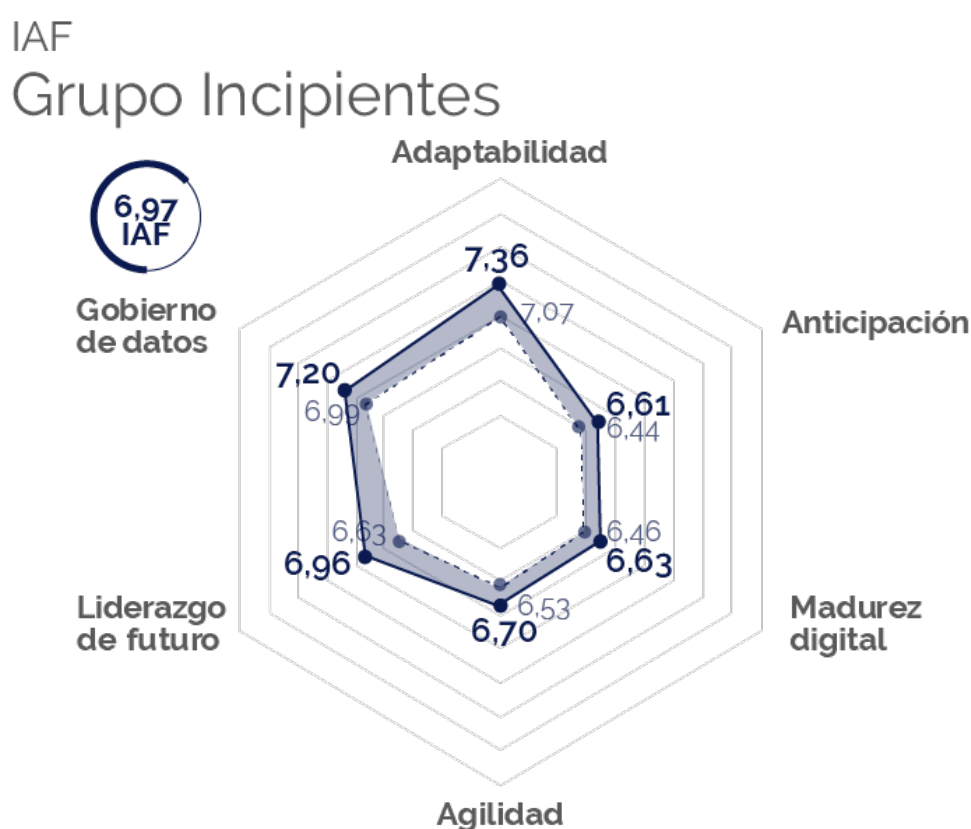 IAF
Grupo Incipientes
Adaptabilidad
6,97
IAF
7,36
7,07
Gobierno
de datos
Anticipación
7,20
6,99
6,61
6,44
6,63
6,96
6,46
6,63
6,53
6,70
Liderazgo
de futuro
Madurez
digital
Agilidad